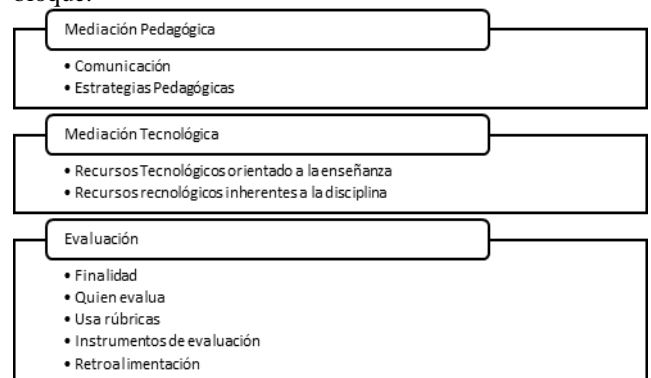 Mediación Pedagógica
• Comunicación
• Estrategias Pedagógicas
Mediación Tecnológica
• Recursos Tecnológicos orientado a la enseñanza
• Recursos recnológicos inherentes a la disciplina
Evaluación
• Finalidad
• Quien evalua
• Usa rúbricas
• Instrumentos de evaluación
• Retroalimentación